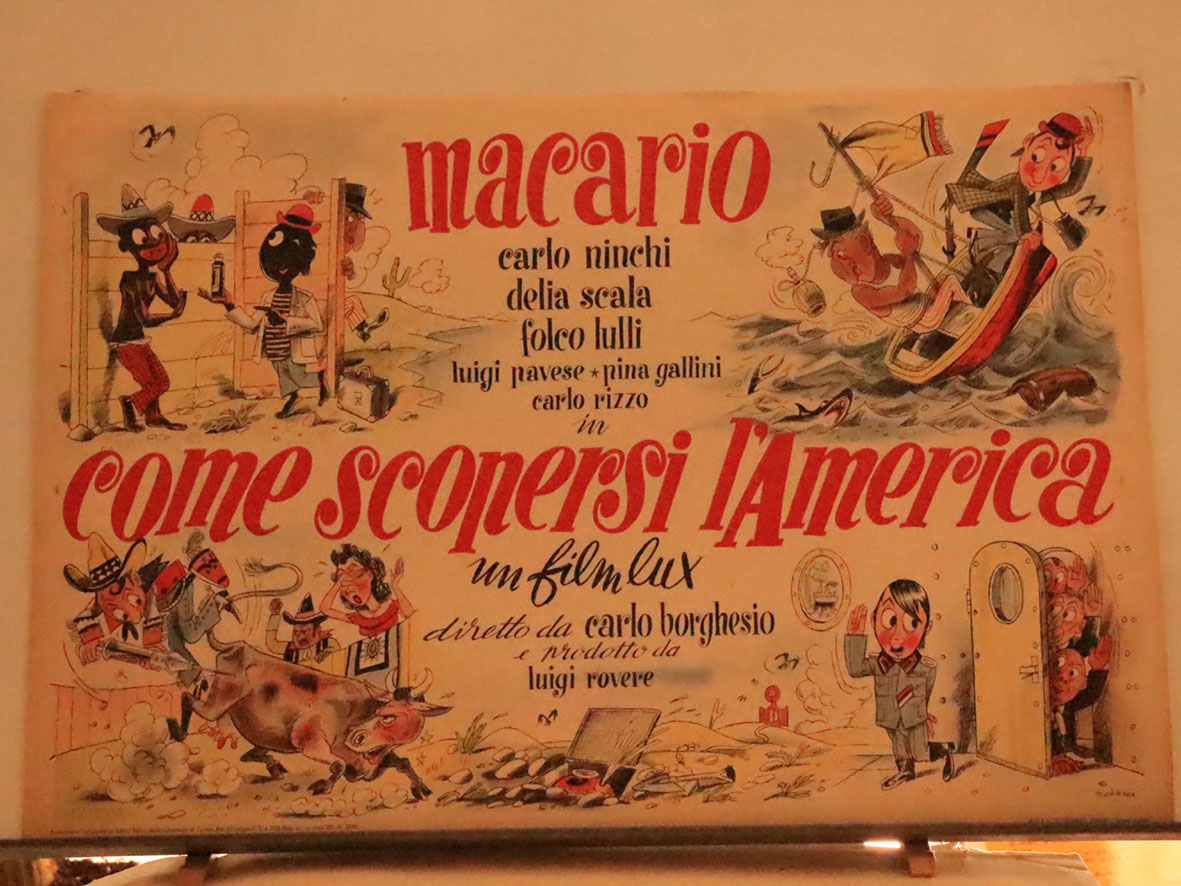 macario
carlo ninchi
delia scala
folco lulli
luigi pavese ★ pina gallini
carlo rizzo
in
come scopersi l'America
un film lux
diretto da carlo borghesio
e prodotto da
luigi rovere